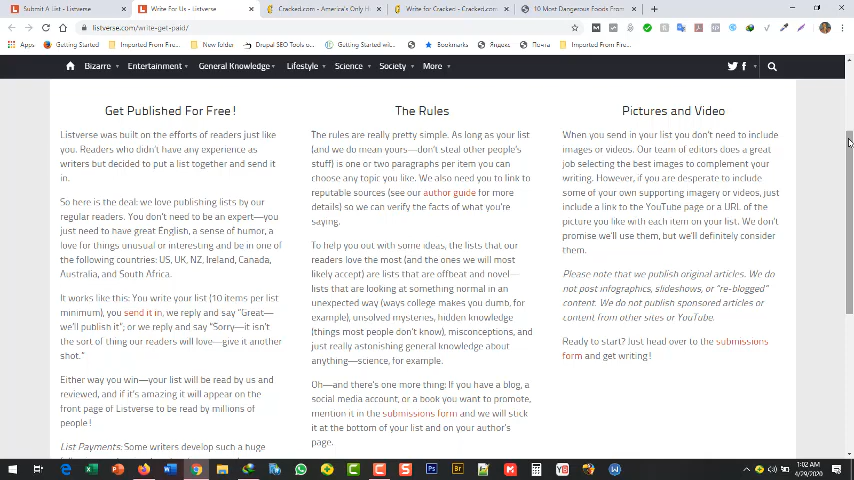 Submit A List - Listverse
Write For Us - Listverse
Cracked.com - America's Only H
Write for Cracked - Cracked.com
10 Most Dangerous Foods From
listverse.com/write-get-paid/
Apps
Getting Started
Imported From Fire...
New folder
Drupal SEO Tools o...
Getting Started wit...
Bookmarks
Яндекс
Почта
Imported From Fire...
Bizarre
Entertainment
General Knowledge
Lifestyle
Science
Society
More
Get Published For Free!
Listverse was built on the efforts of readers just like
you. Readers who didn't have any experience as
writers but decided to put a list together and send it
in.
So here is the deal: we love publishing lists by our
regular readers. You don't need to be an expert—you
just need to have great English, a sense of humor, a
love for things unusual or interesting and be in one of
the following countries: US, UK, NZ, Ireland, Canada,
Australia, and South Africa.
It works like this: You write your list (10 items per list
minimum), you send it in, we reply and say "Great—
we'll publish it"; or we reply and say "Sorry—it isn't
the sort of thing our readers will love—give it another
shot."
Either way you win—your list will be read by us and
reviewed, and if it's amazing it will appear on the
front page of Listverse to be read by millions of
people!
List Payments: Some writers develop such a huge
The Rules
The rules are really pretty simple. As long as your list
(and we do mean yours—don't steal other people's
stuff) is one or two paragraphs per item you can
choose any topic you like. We also need you to link to
reputable sources (see our author guide for more
details) so we can verify the facts of what you're
saying.
To help you out with some ideas, the lists that our
readers love the most (and the ones we will most
likely accept) are lists that are offbeat and novel—
lists that are looking at something normal in an
unexpected way (ways college makes you dumb, for
example), unsolved mysteries, hidden knowledge
(things most people don't know), misconceptions, and
just really astonishing general knowledge about
anything—science, for example.
Oh—and there's one more thing: If you have a blog, a
social media account, or a book you want to promote,
mention it in the submissions form and we will stick
it at the bottom of your list and on your author's
page.
Pictures and Video
When you send in your list you don't need to include
images or videos. Our team of editors does a great
job selecting the best images to complement your
writing. However, if you are desperate to include
some of your own supporting imagery or videos, just
include a link to the YouTube page or a URL of the
picture you like with each item on your list. We don't
promise we'll use them, but we'll definitely consider
them.
Please note that we publish original articles. We do
not post infographics, slideshows, or "re-blogged"
content. We do not publish sponsored articles or
content from other sites or YouTube.
Ready to start? Just head over to the submissions
form and get writing!
1:02 AM
4/29/2020